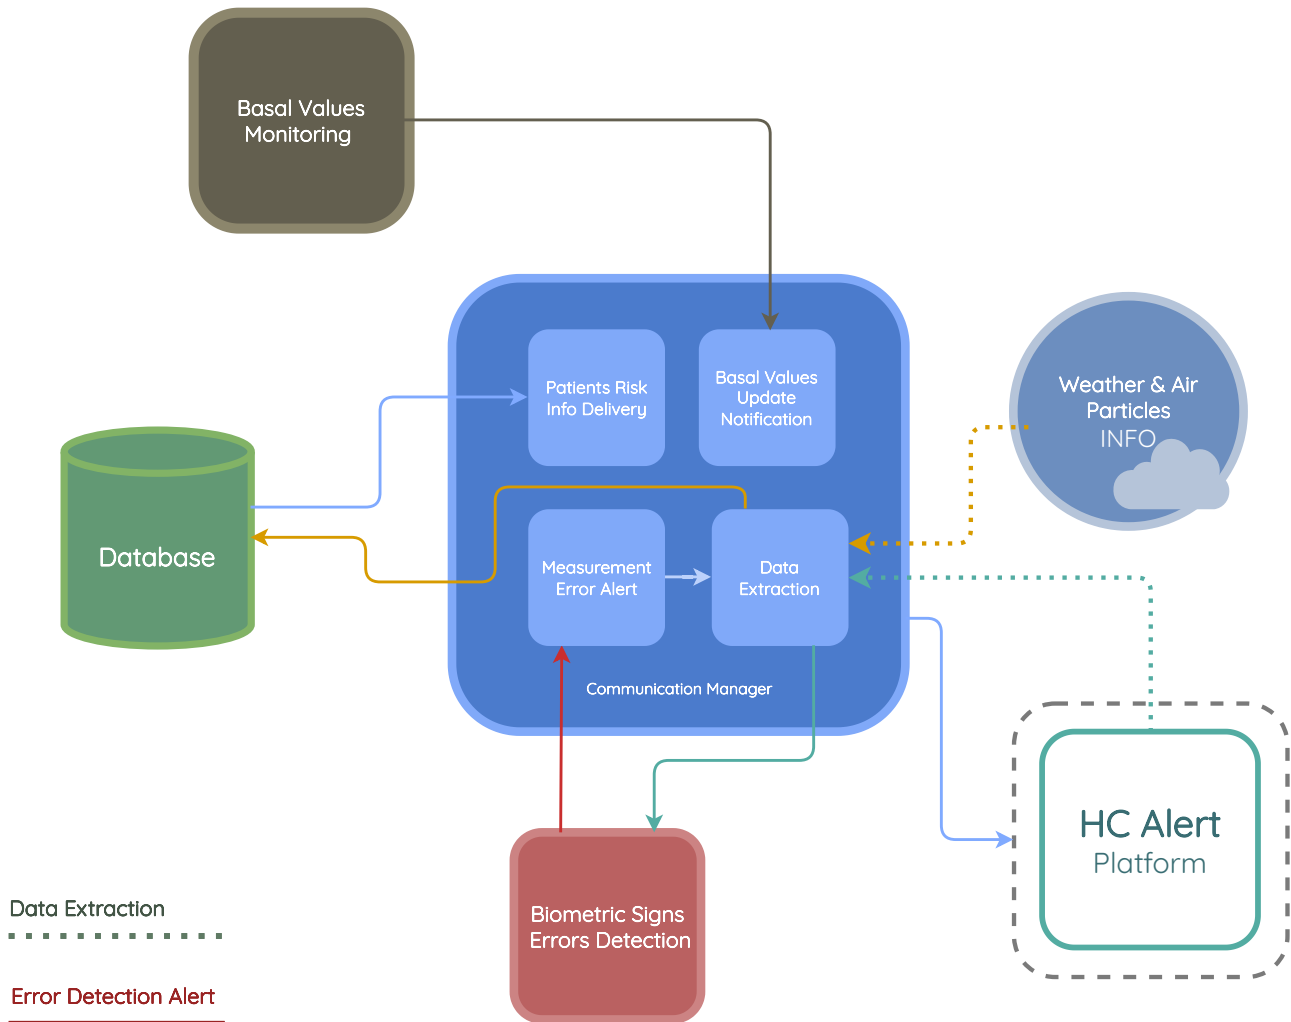 Basal Values
Monitoring
Patients Risk
Info Delivery
Basal Values
Update
Notification
Weather & Air
Particles
INFO
Database
Measurement
Error Alert
Data
Extraction
Communication Manager
HC Alert
Platform
Biometric Signs
Errors Detection
Data Extraction
Error Detection Alert